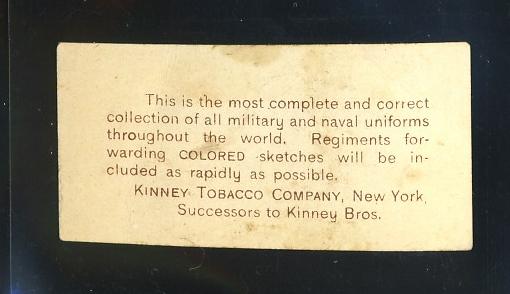 This is the most complete and correct
collection of all military and naval uniforms
throughout the world. Regiments for-
warding COLORED sketches will be in-
cluded as rapidly as possible.
KINNEY TOBACCO COMPANY, New York,
Successors to Kinney Bros.